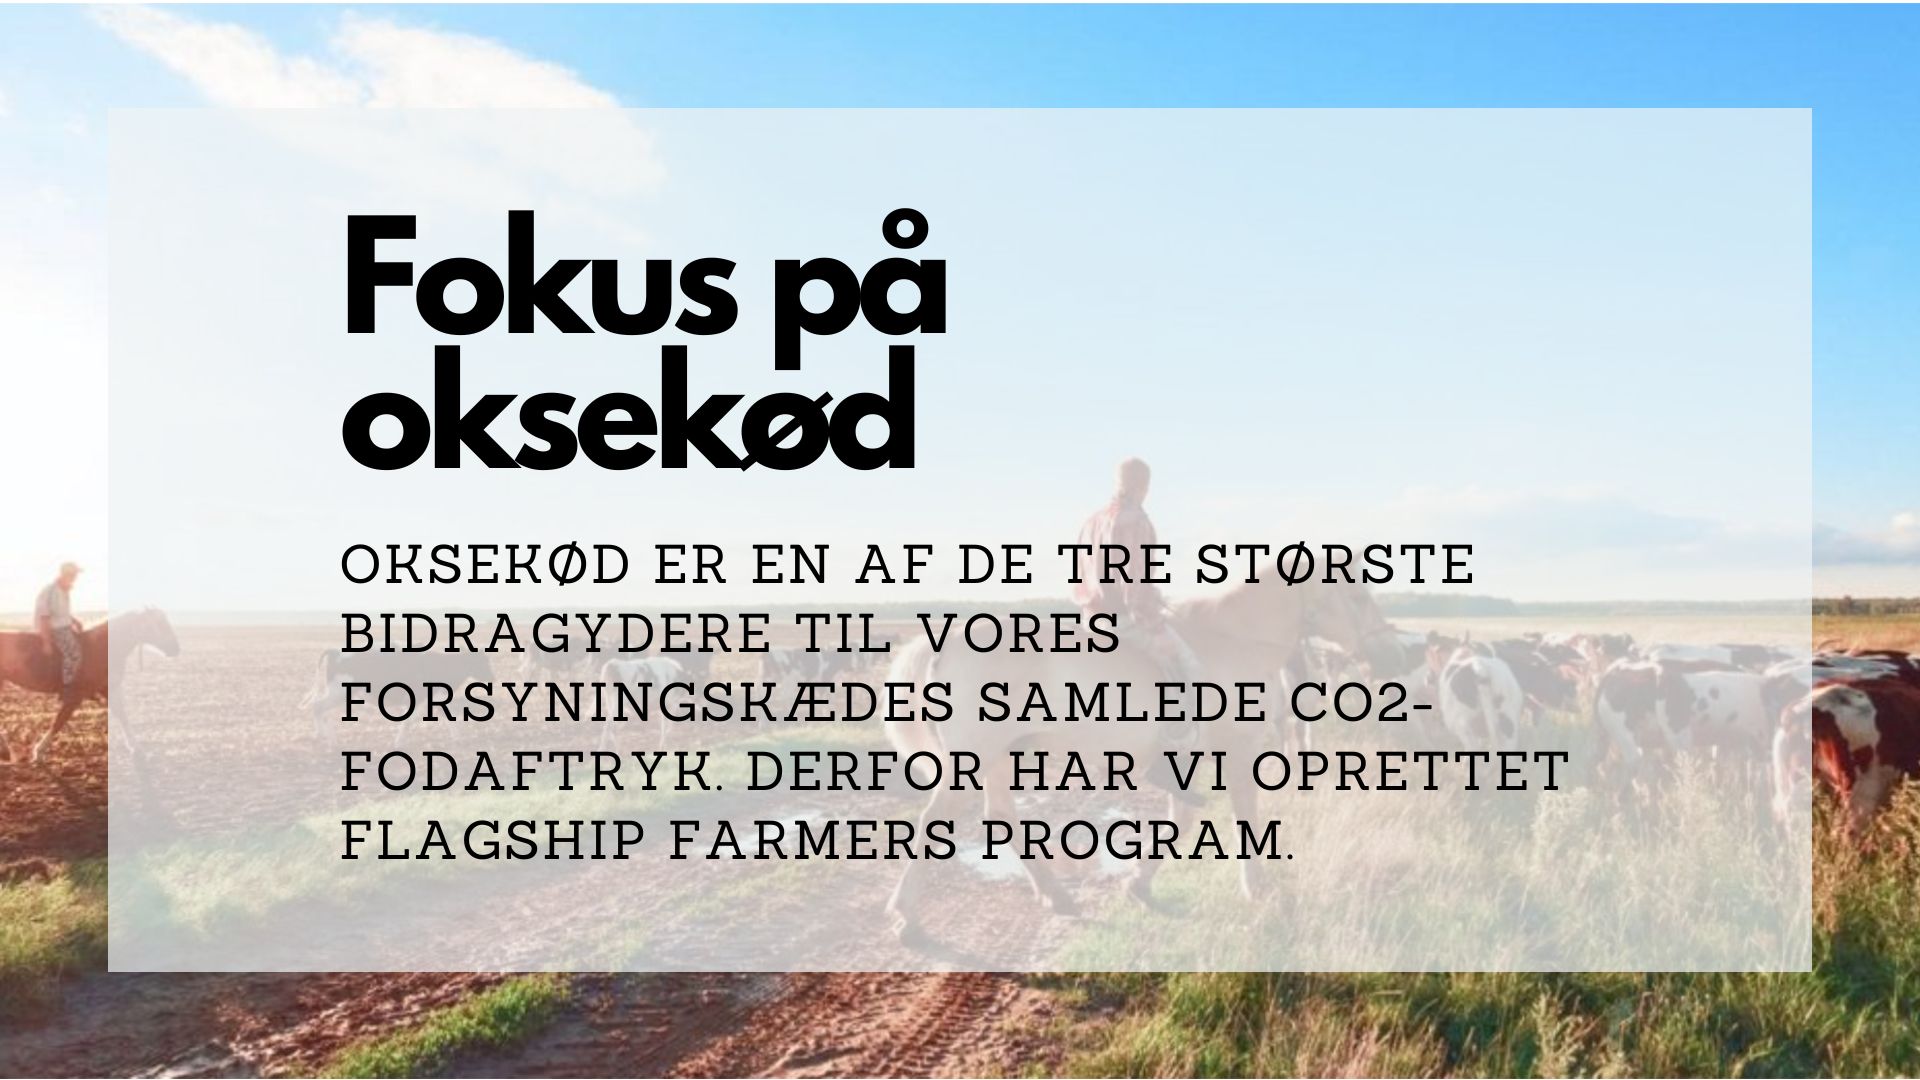 Fokus på
oksekød
OKSEKØD ER EN AF DE TRE STØRSTE
BIDRAGYDERE TIL VORES
FORSYNINGSKÆDES SAMLEDE CO2-
FODAFTRYK. DERFOR HAR VI OPRETTET
FLAGSHIP FARMERS PROGRAM.